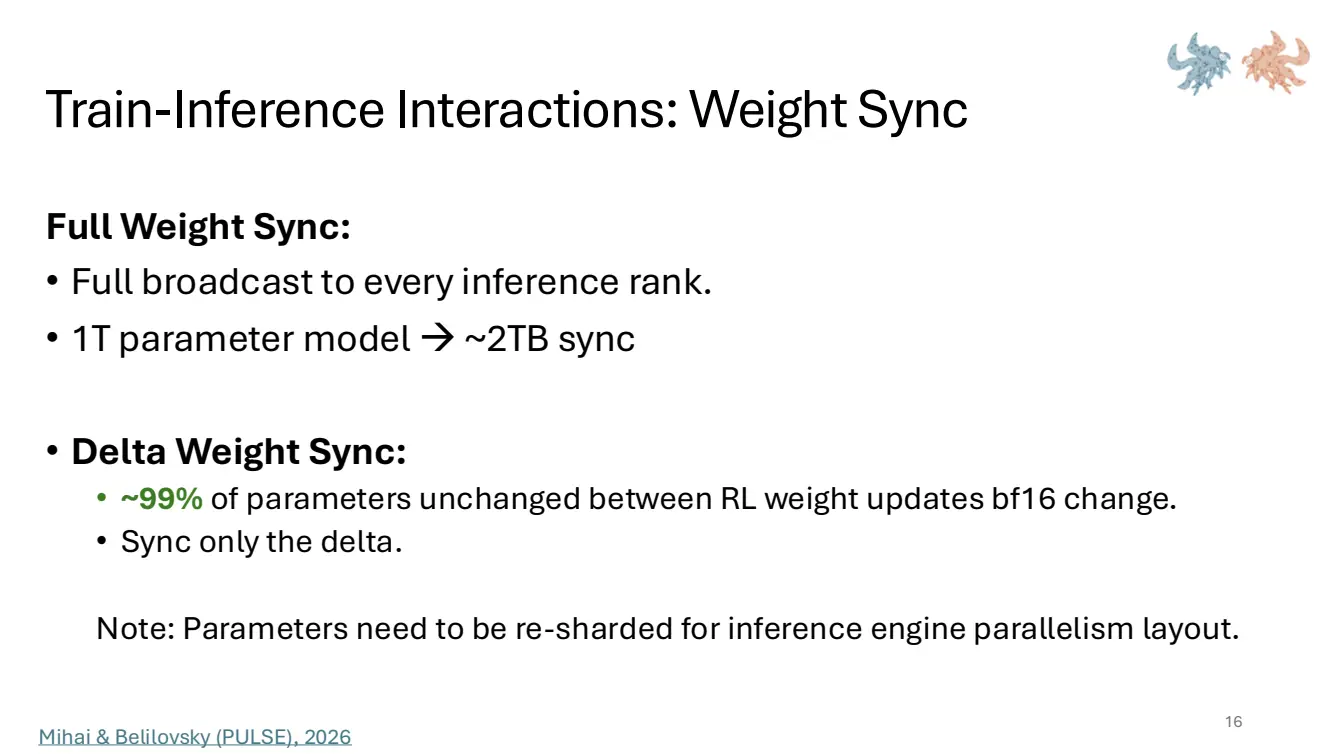 Train-Inference Interactions: Weight Sync
Full Weight Sync:
• Full broadcast to every inference rank.
• 1T parameter model → ~2TB sync
• Delta Weight Sync:
• ~99% of parameters unchanged between RL weight updates bf16 change.
• Sync only the delta.
Note: Parameters need to be re-sharded for inference engine parallelism layout.
16
Mihai & Belilovsky (PULSE), 2026